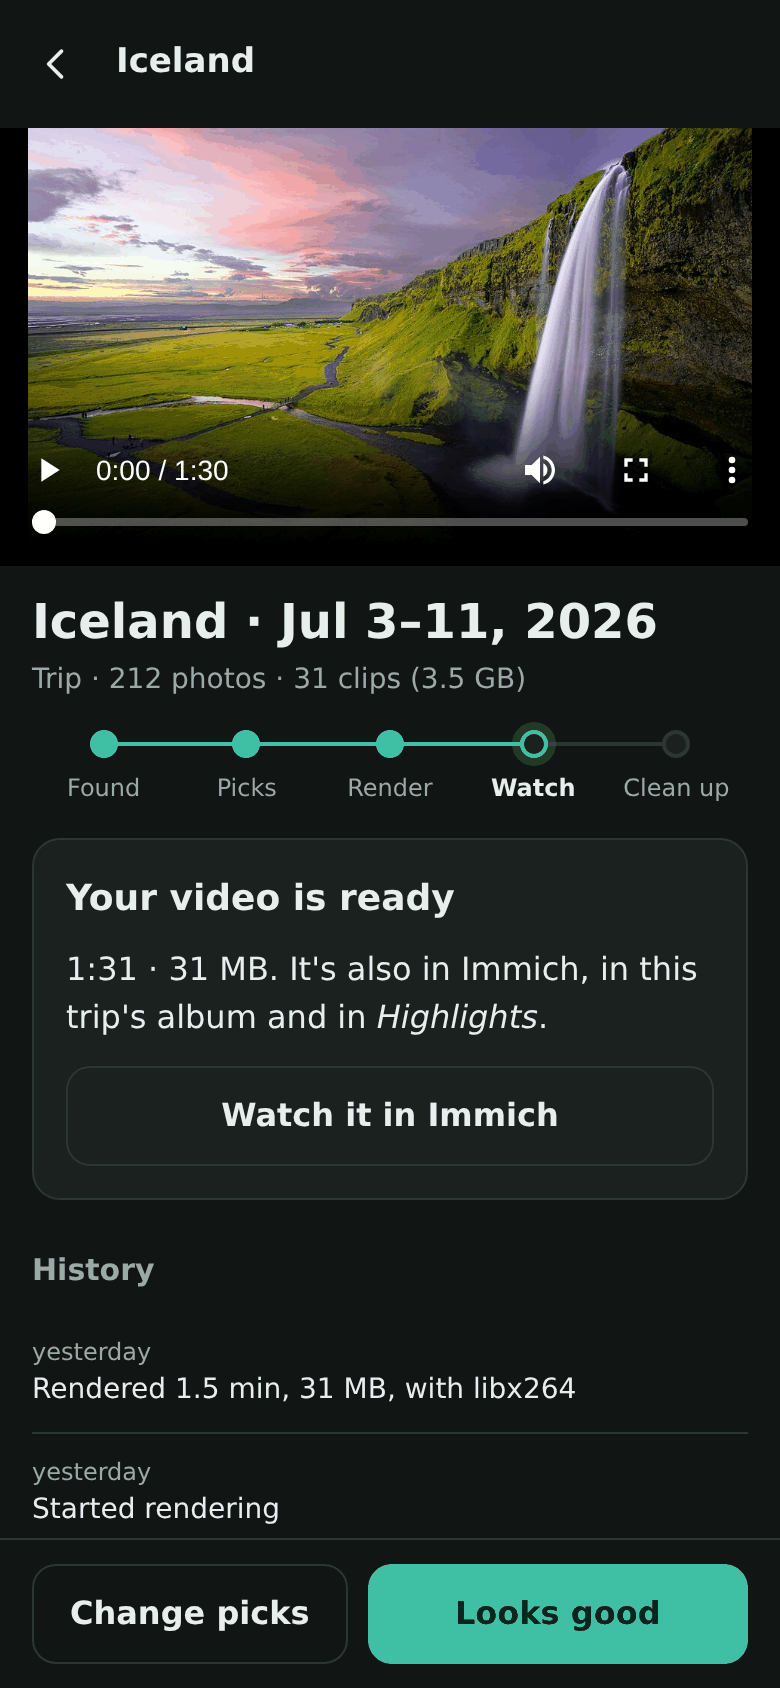 Iceland
0:00 / 1:30
Iceland · Jul 3–11, 2026
Trip · 212 photos · 31 clips (3.5 GB)
Found Picks Render Watch Clean up
Your video is ready
1:31 · 31 MB. It's also in Immich, in this
trip's album and in Highlights.
Watch it in Immich
History
yesterday
Rendered 1.5 min, 31 MB, with libx264
yesterday
Started rendering
Change picks Looks good